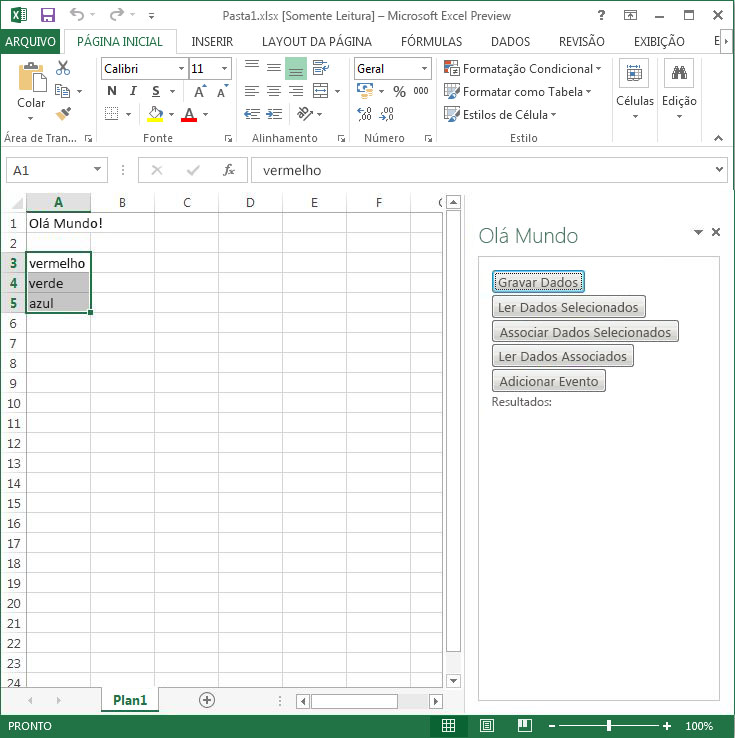 Pasta1.xlsx [Somente Leitura] – Microsoft Excel Preview ?
ARQUIVO PÁGINA INICIAL INSERIR LAYOUT DA PÁGINA FÓRMULAS DADOS REVISÃO EXIBIÇÃO E
Colar
Calibri 11
N I S A A
A
Geral
% 000
,00 ,00
Formatação Condicional
Formatar como Tabela
Estilos de Célula
Células
Edição
Área de Tran... Fonte Alinhamento Número Estilo
A1 fx vermelho
A B C D E F
1 Olá Mundo!
2
3 vermelho
4 verde
5 azul
6
7
8
9
10
11
12
13
14
15
16
17
18
19
20
21
22
23
24
Olá Mundo
Gravar Dados
Ler Dados Selecionados
Associar Dados Selecionados
Ler Dados Associados
Adicionar Evento
Resultados:
Plan1
PRONTO 100%